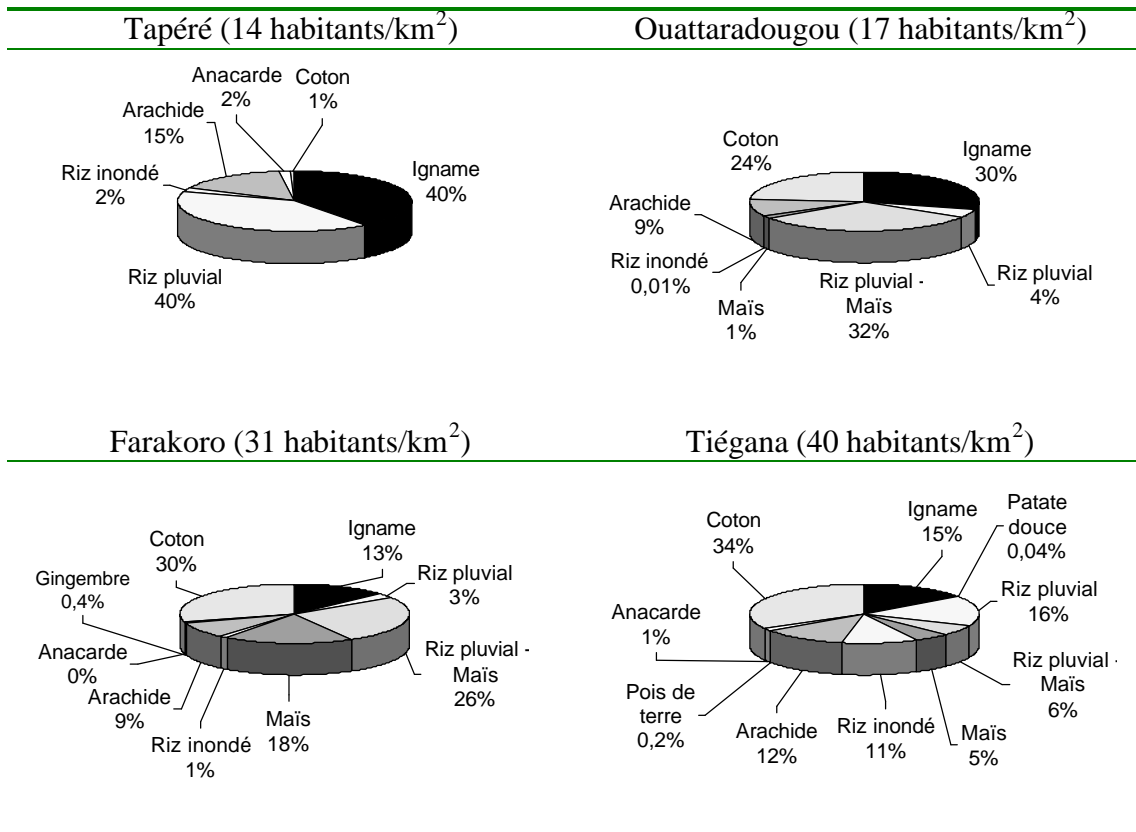 Tapéré (14 habitants/km²)
Anacarde
2%
Coton
1%
Arachide
15%
Riz inondé
2%
Igname
40%
Riz pluvial
40%
Ouattaradougou (17 habitants/km²)
Coton
24%
Igname
30%
Arachide
9%
Riz inondé
0,01%
Maïs
1%
Riz pluvial -
Maïs
32%
Riz pluvial
4%
Farakoro (31 habitants/km²)
Coton
30%
Igname
13%
Gingembre
0,4%
Riz pluvial
3%
Anacarde
0%
Arachide
9%
Riz inondé
1%
Maïs
18%
Riz pluvial -
Maïs
26%
Tiégana (40 habitants/km²)
Coton
34%
Igname
15%
Patate
douce
0,04%
Riz pluvial
16%
Anacarde
1%
Pois de
terre
0,2%
Arachide
12%
Riz inondé
11%
Maïs
5%
Riz pluvial -
Maïs
6%